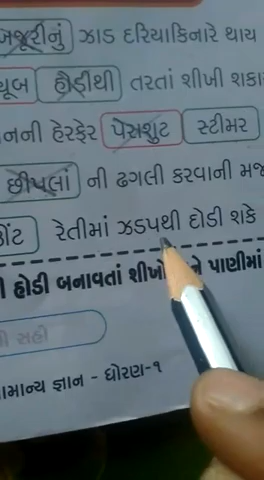 ખજૂરીનું ઝાડ દરિયાકિનારે થાય
ટ્યૂબ હોડીથી તરતાં શીખી શકાય
નની હેરફેર પેરાશુટ સ્ટીમર
છીપલાં ની ઢગલી કરવાની મજ
ઊંટ રેતીમાં ઝડપથી દોડી શકે
ી હોડી બનાવતાં શીખો ને પાણીમાં
સહી
સામાન્ય જ્ઞાન - ધોરણ-૧